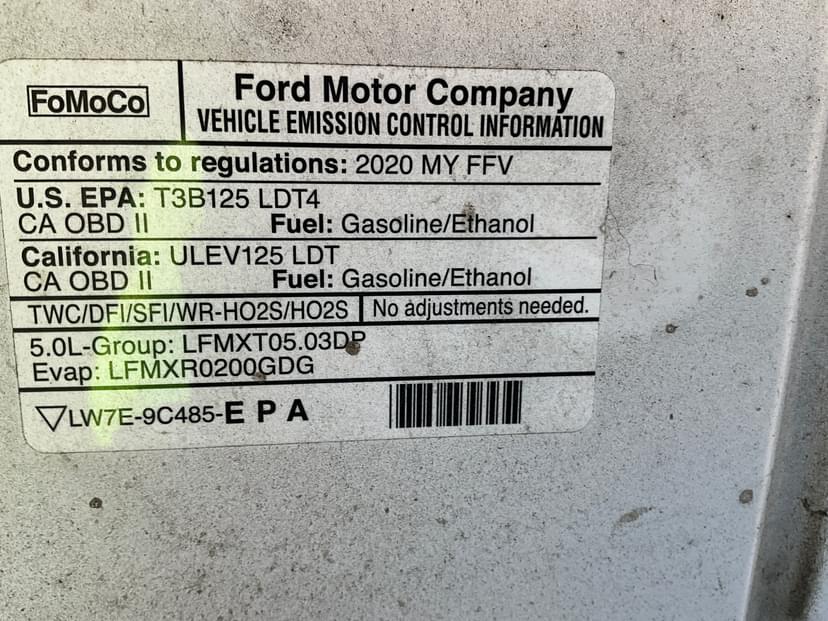 FoMoCo
Ford Motor Company
VEHICLE EMISSION CONTROL INFORMATION
Conforms to regulations: 2020 MY FFV
U.S. EPA: T3B125 LDT4
CA OBD II Fuel: Gasoline/Ethanol
California: ULEV125 LDT
CA OBD II Fuel: Gasoline/Ethanol
TWC/DFI/SFI/WR-HO2S/HO2S No adjustments needed.
5.0L-Group: LFMXT05.03DP
Evap: LFMXR0200GDG
LW7E-9C485-E P A